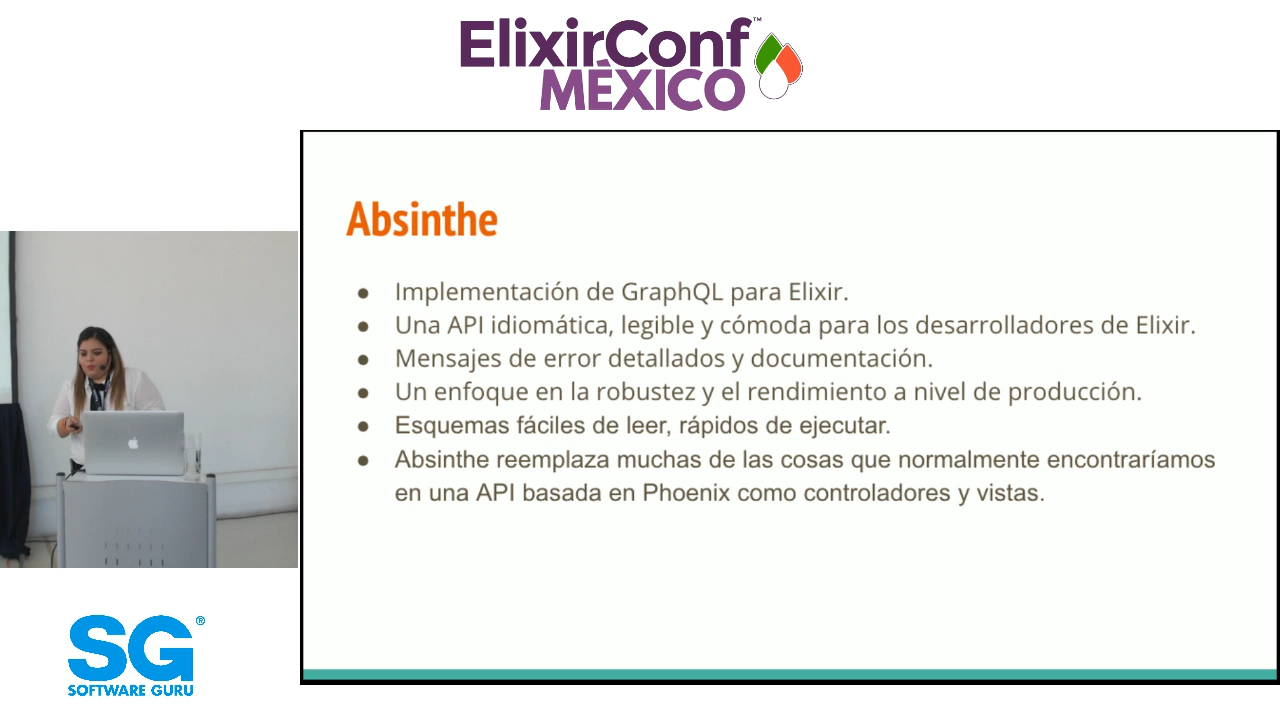 ElixirConf™
MÉXICO
Absinthe
● Implementación de GraphQL para Elixir.
● Una API idiomática, legible y cómoda para los desarrolladores de Elixir.
● Mensajes de error detallados y documentación.
● Un enfoque en la robustez y el rendimiento a nivel de producción.
● Esquemas fáciles de leer, rápidos de ejecutar.
● Absinthe reemplaza muchas de las cosas que normalmente encontraríamos
en una API basada en Phoenix como controladores y vistas.
SG®
SOFTWARE GURU